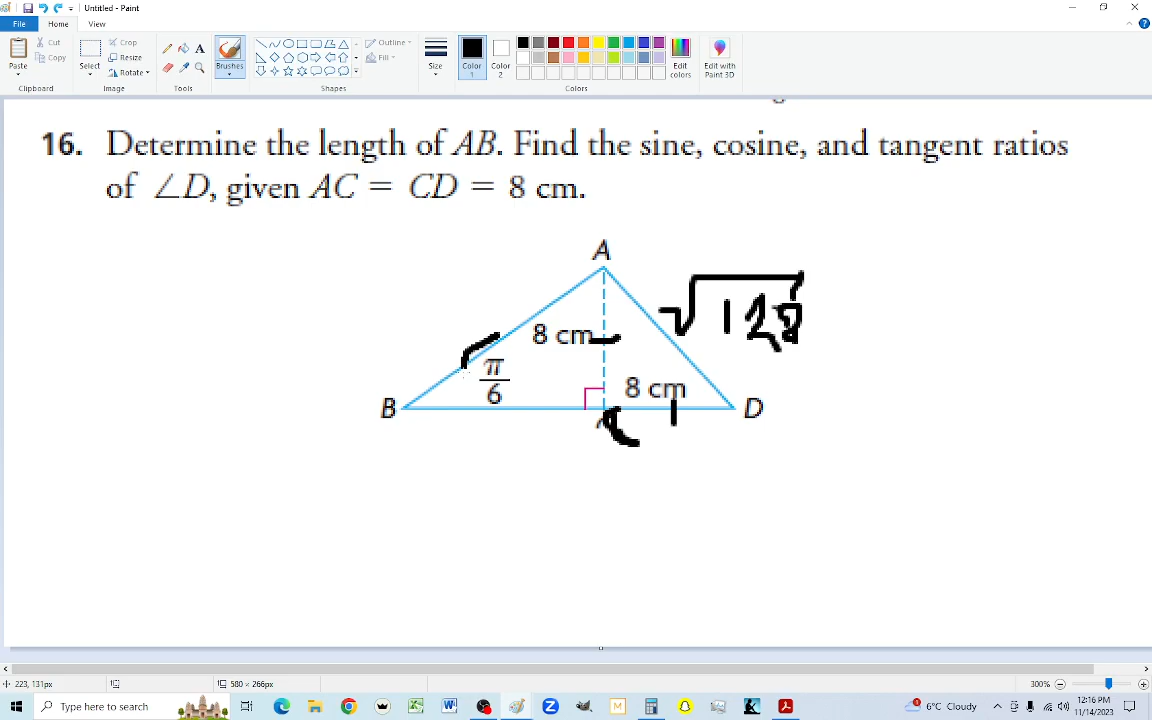 Untitled - Paint
File
Home
View
Paste
Cut
Copy
Clipboard
Select
Crop
Resize
Rotate
Image
A
Tools
Brushes
Shapes
Outline
Fill
Size
Color
1
Color
2
Colors
Edit
colors
Edit with
Paint 3D
16. Determine the length of AB. Find the sine, cosine, and tangent ratios
of ∠D, given AC = CD = 8 cm.
A
√128
8 cm
π
6
8 cm
B
D
C
223, 131px
580 × 266px
300%
Type here to search
6°C Cloudy
12:16 PM
11/14/2023